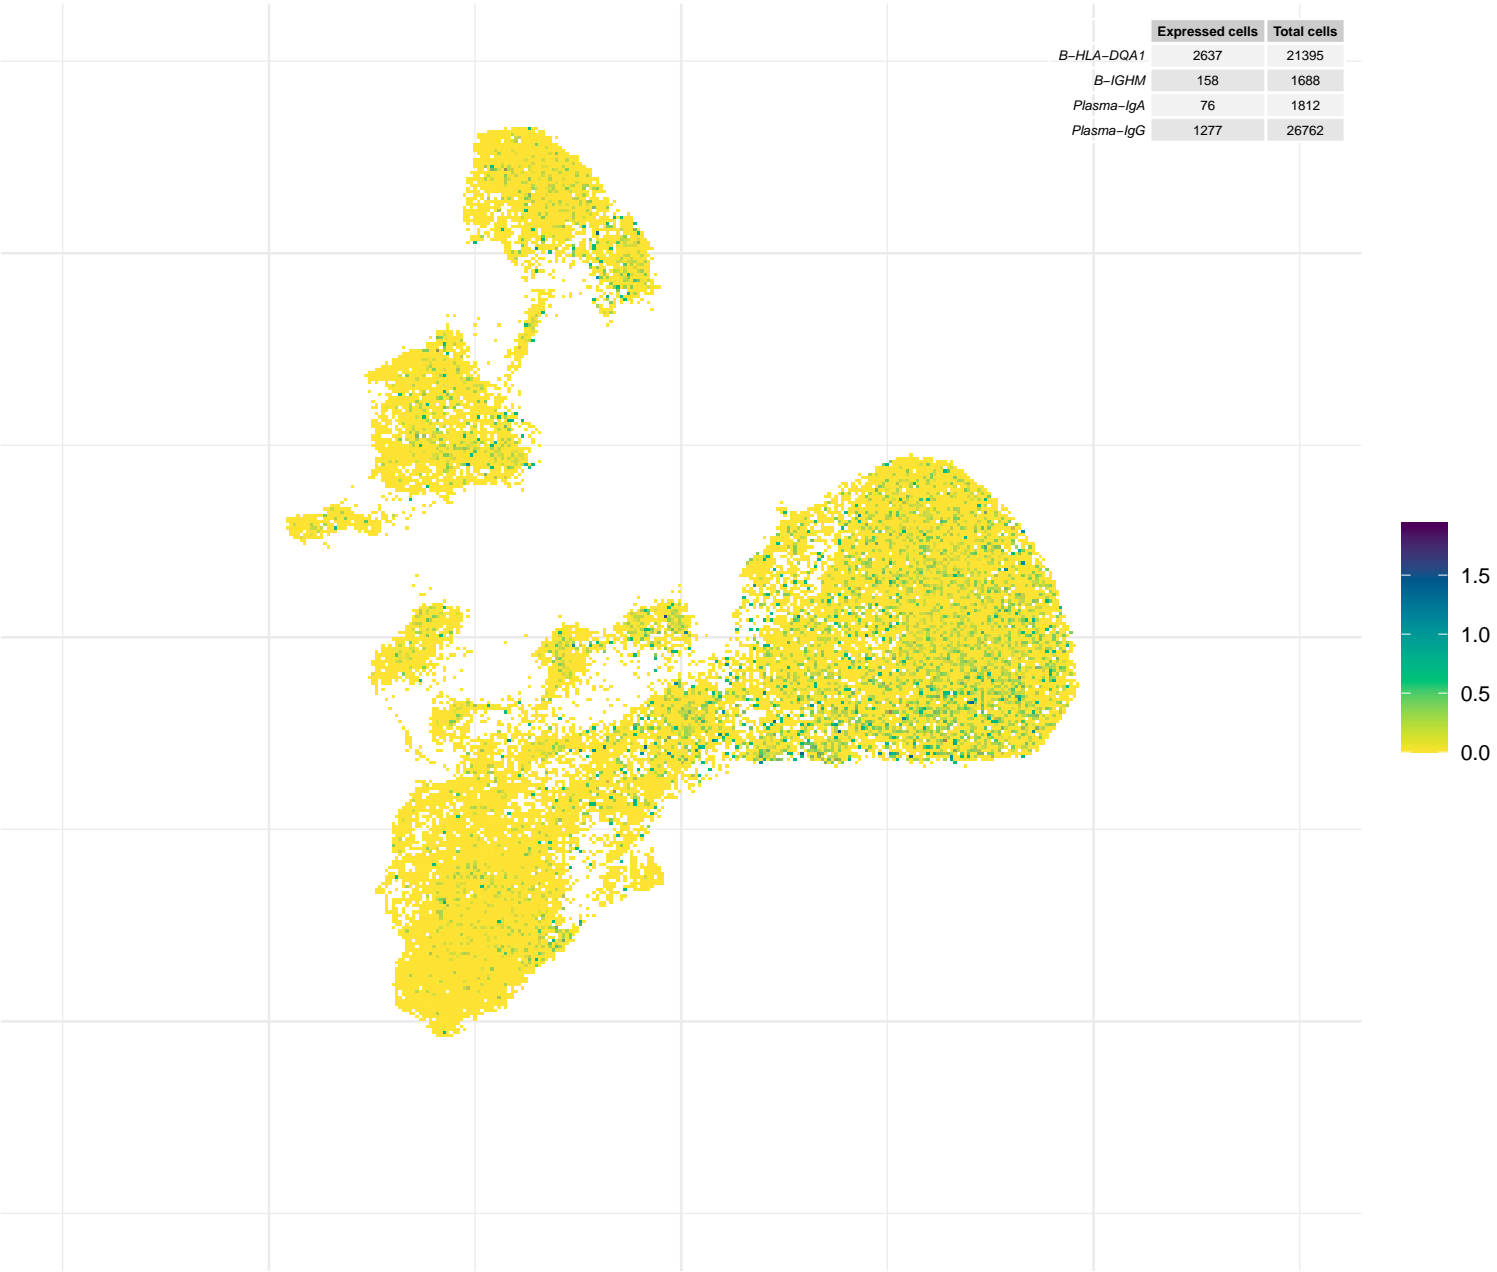 Expressed cells Total cells
B−HLA−DQA1 2637 21395
B−IGHM 158 1688
Plasma−IgA 76 1812
Plasma−IgG 1277 26762
1.5
1.0
0.5
0.0